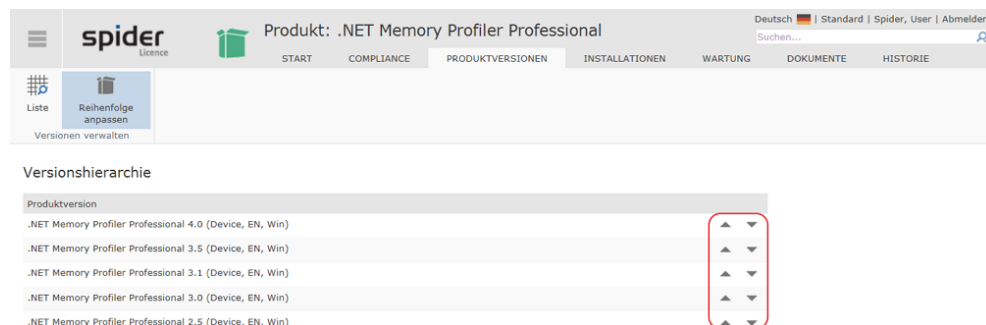 Deutsch | Standard | Spider, User | Abmelden
spider
Licence
Produkt: .NET Memory Profiler Professional
Suchen...
START COMPLIANCE PRODUKTVERSIONEN INSTALLATIONEN WARTUNG DOKUMENTE HISTORIE
Liste
Reihenfolge
anpassen
Versionen verwalten
Versionshierarchie
Produktversion
.NET Memory Profiler Professional 4.0 (Device, EN, Win)
.NET Memory Profiler Professional 3.5 (Device, EN, Win)
.NET Memory Profiler Professional 3.1 (Device, EN, Win)
.NET Memory Profiler Professional 3.0 (Device, EN, Win)
.NET Memory Profiler Professional 2.5 (Device, EN, Win)